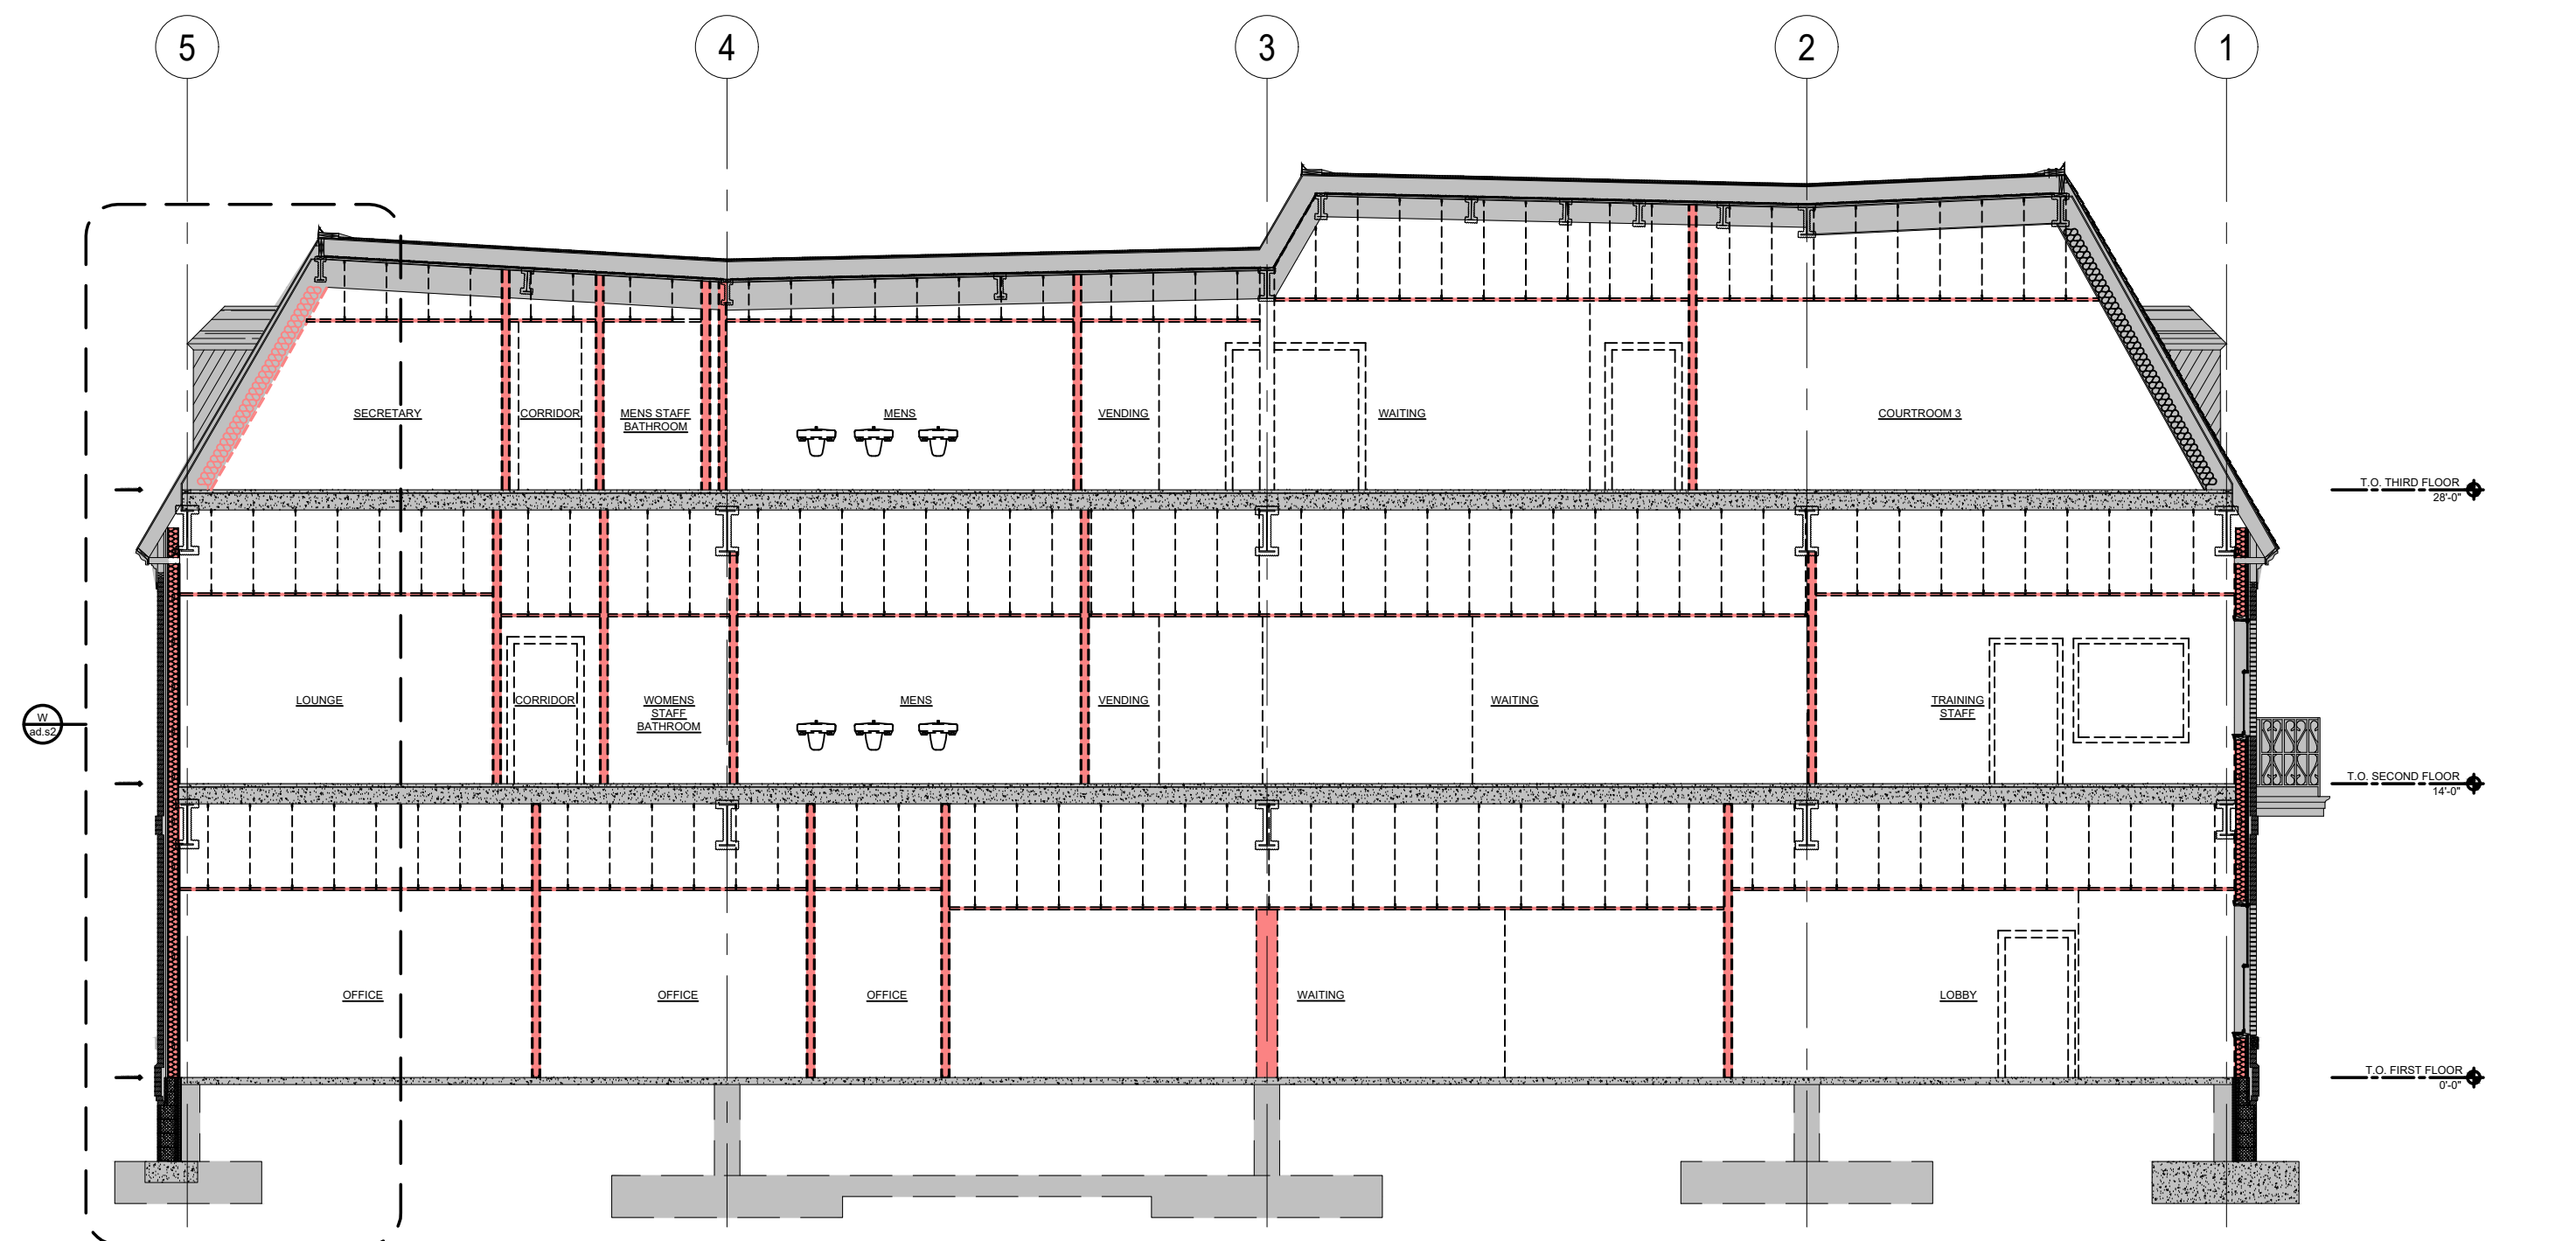 5
4
3
2
1
SECRETARY
CORRIDOR
MENS STAFF
BATHROOM
MENS
VENDING
WAITING
COURTROOM 3
T.O. THIRD FLOOR
28'-0"
LOUNGE
CORRIDOR
WOMENS
STAFF
BATHROOM
MENS
VENDING
WAITING
TRAINING
STAFF
W
ad.s2
T.O. SECOND FLOOR
14'-0"
OFFICE
OFFICE
OFFICE
WAITING
LOBBY
T.O. FIRST FLOOR
0'-0"